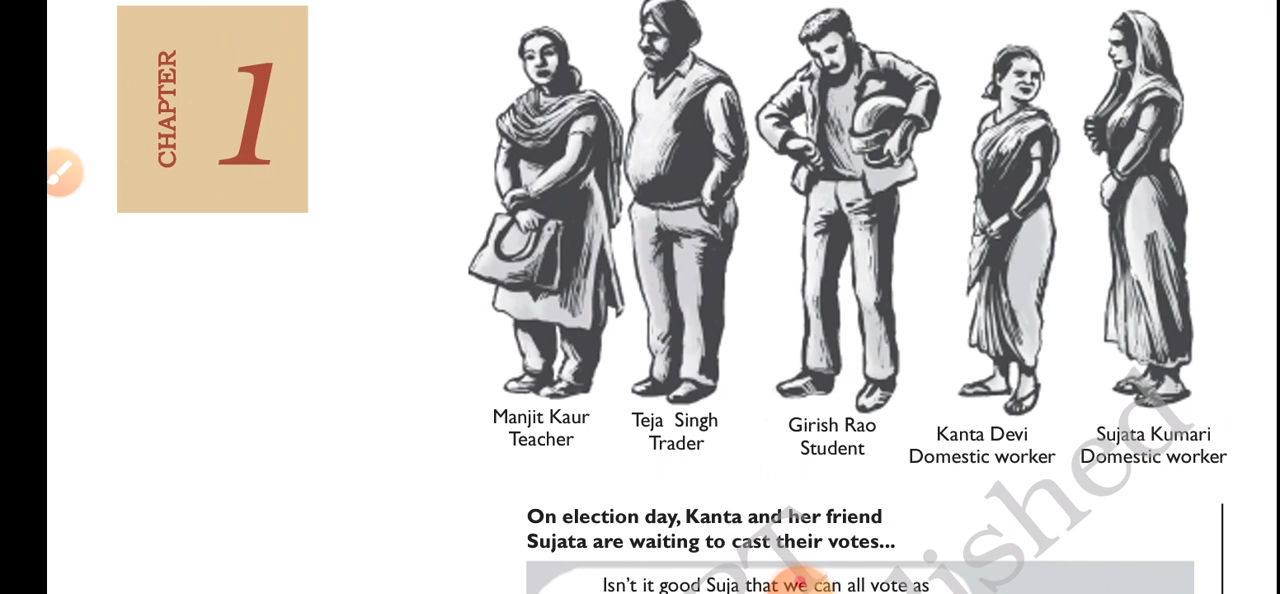 CHAPTER
1
Manjit Kaur
Teacher
Teja Singh
Trader
Girish Rao
Student
Kanta Devi
Domestic worker
Sujata Kumari
Domestic worker
On election day, Kanta and her friend
Sujata are waiting to cast their votes...
Isn't it good Suja that we can all vote as